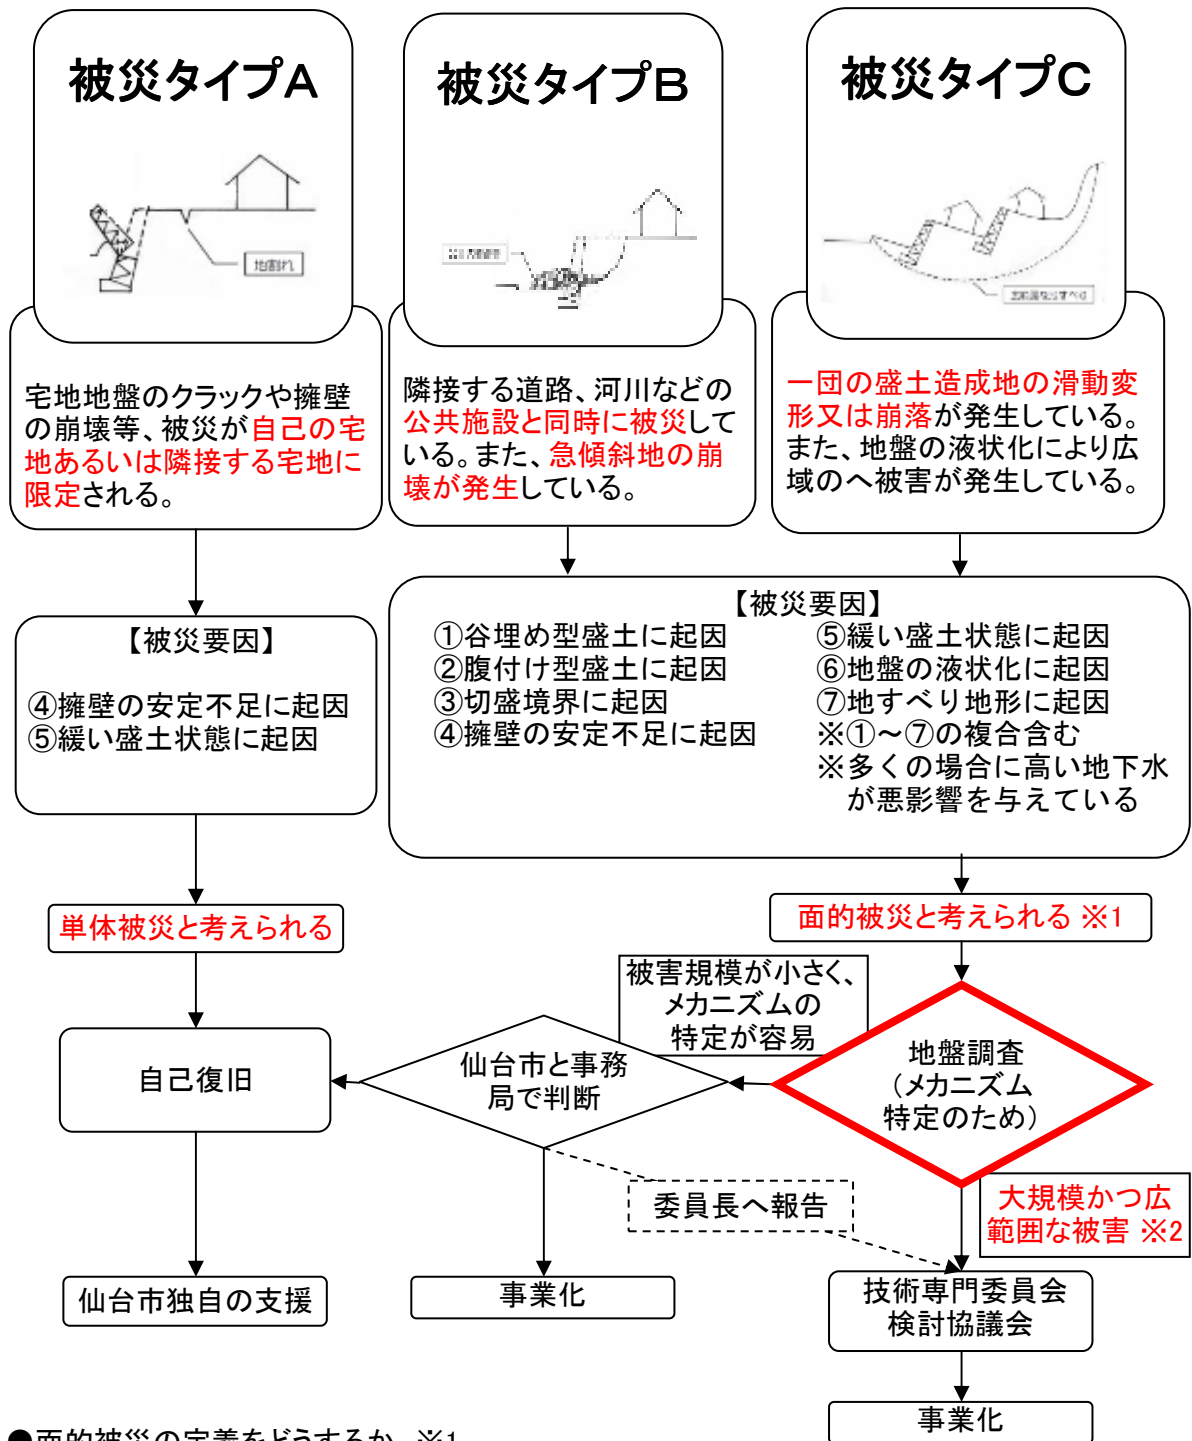 被災タイプA
地割れ
宅地地盤のクラックや擁壁
の崩壊等、被災が自己の宅
地あるいは隣接する宅地に
限定される。
被災タイプB
隣接する道路、河川などの
公共施設と同時に被災して
いる。また、急傾斜地の崩
壊が発生している。
被災タイプC
一団の盛土造成地の滑動変
形又は崩落が発生している。
また、地盤の液状化により広
域のへ被害が発生している。
【被災要因】
④擁壁の安定不足に起因
⑤緩い盛土状態に起因
【被災要因】
①谷埋め型盛土に起因
②腹付け型盛土に起因
③切盛境界に起因
④擁壁の安定不足に起因
⑤緩い盛土状態に起因
⑥地盤の液状化に起因
⑦地すべり地形に起因
※①～⑦の複合含む
※多くの場合に高い地下水
が悪影響を与えている
単体被災と考えられる
面的被災と考えられる ※1
被害規模が小さく、
メカニズムの
特定が容易
地盤調査
（メカニズム
特定のため）
仙台市と事務
局で判断
自己復旧
委員長へ報告
大規模かつ広
範囲な被害 ※2
仙台市独自の支援
事業化
技術専門委員会
検討協議会
事業化
●面的被災の定義をどうするか ※1